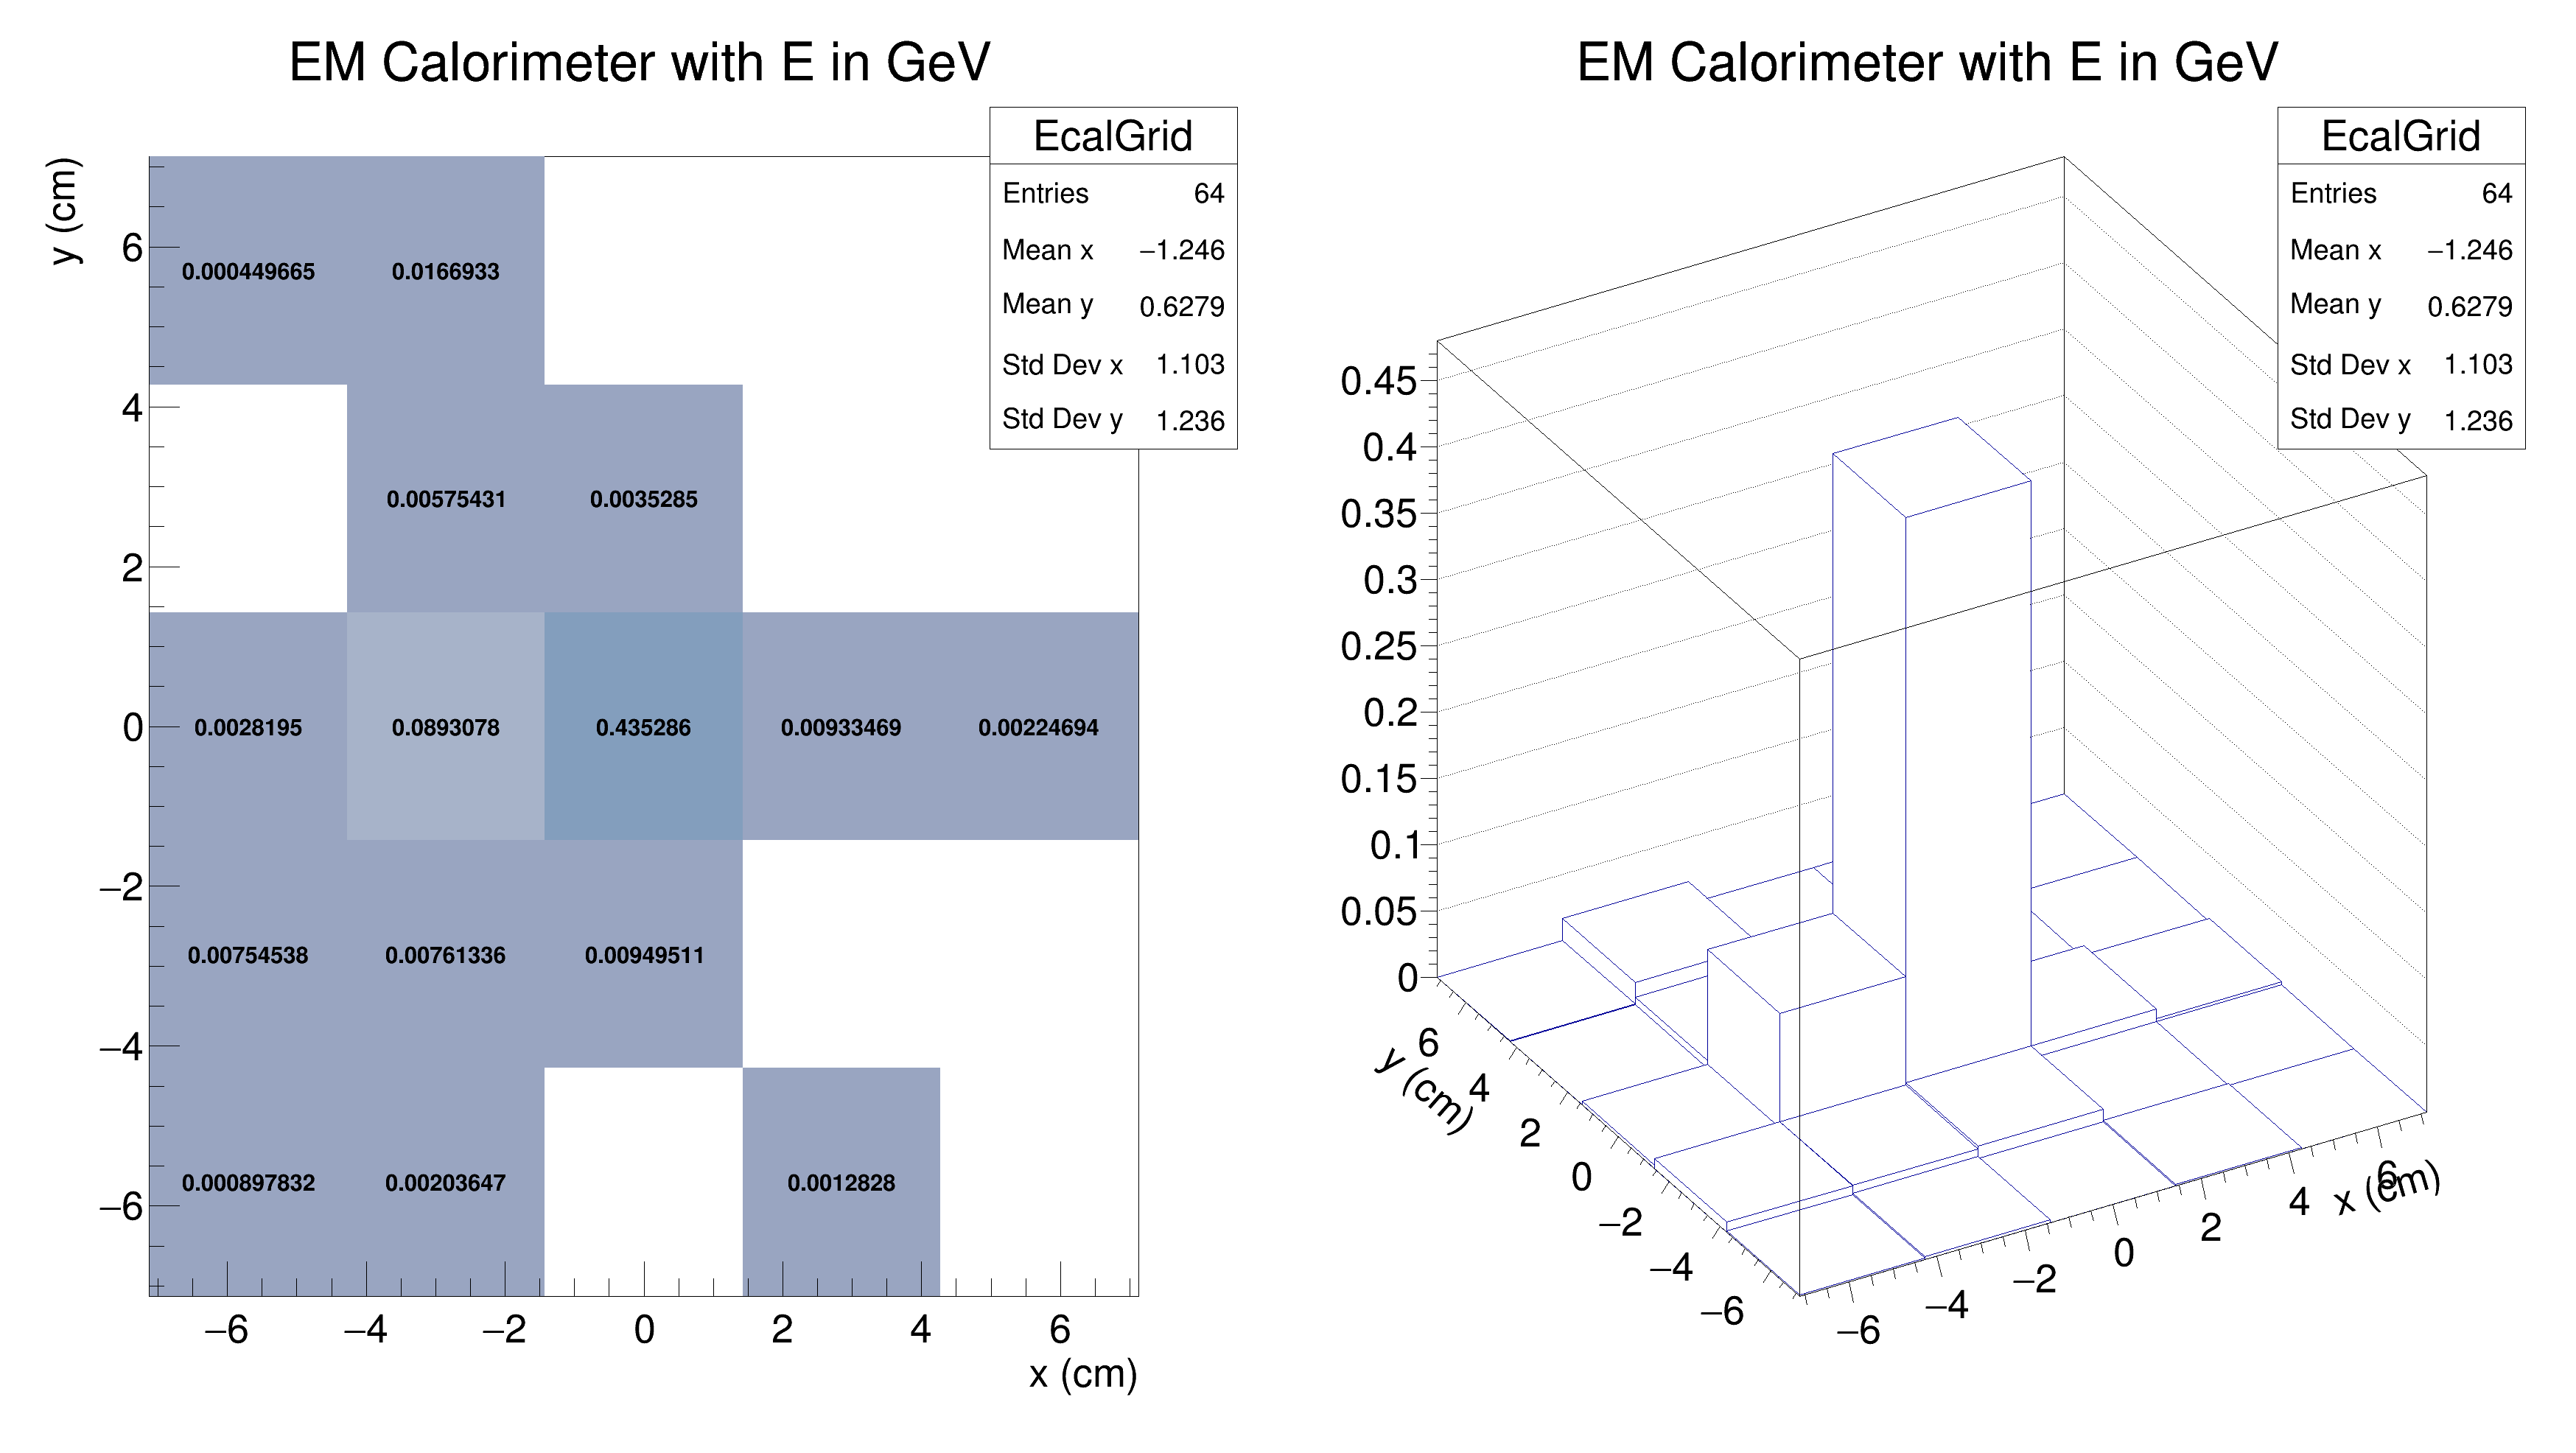 EM Calorimeter with E in GeV
EcalGrid
Entries 64
Mean x −1.246
Mean y 0.6279
Std Dev x 1.103
Std Dev y 1.236
y (cm)
6
4
2
0
−2
−4
−6
0.000449665 0.0166933
0.00575431 0.0035285
0.0028195 0.0893078 0.435286 0.00933469 0.00224694
0.00754538 0.00761336 0.00949511
0.000897832 0.00203647 0.0012828
−6 −4 −2 0 2 4 6
x (cm)
EM Calorimeter with E in GeV
EcalGrid
Entries 64
Mean x −1.246
Mean y 0.6279
Std Dev x 1.103
Std Dev y 1.236
0.45
0.4
0.35
0.3
0.25
0.2
0.15
0.1
0.05
0
y (cm)
6
4
2
0
−2
−4
−6
−6
−4
−2
0
2
4
6
x (cm)